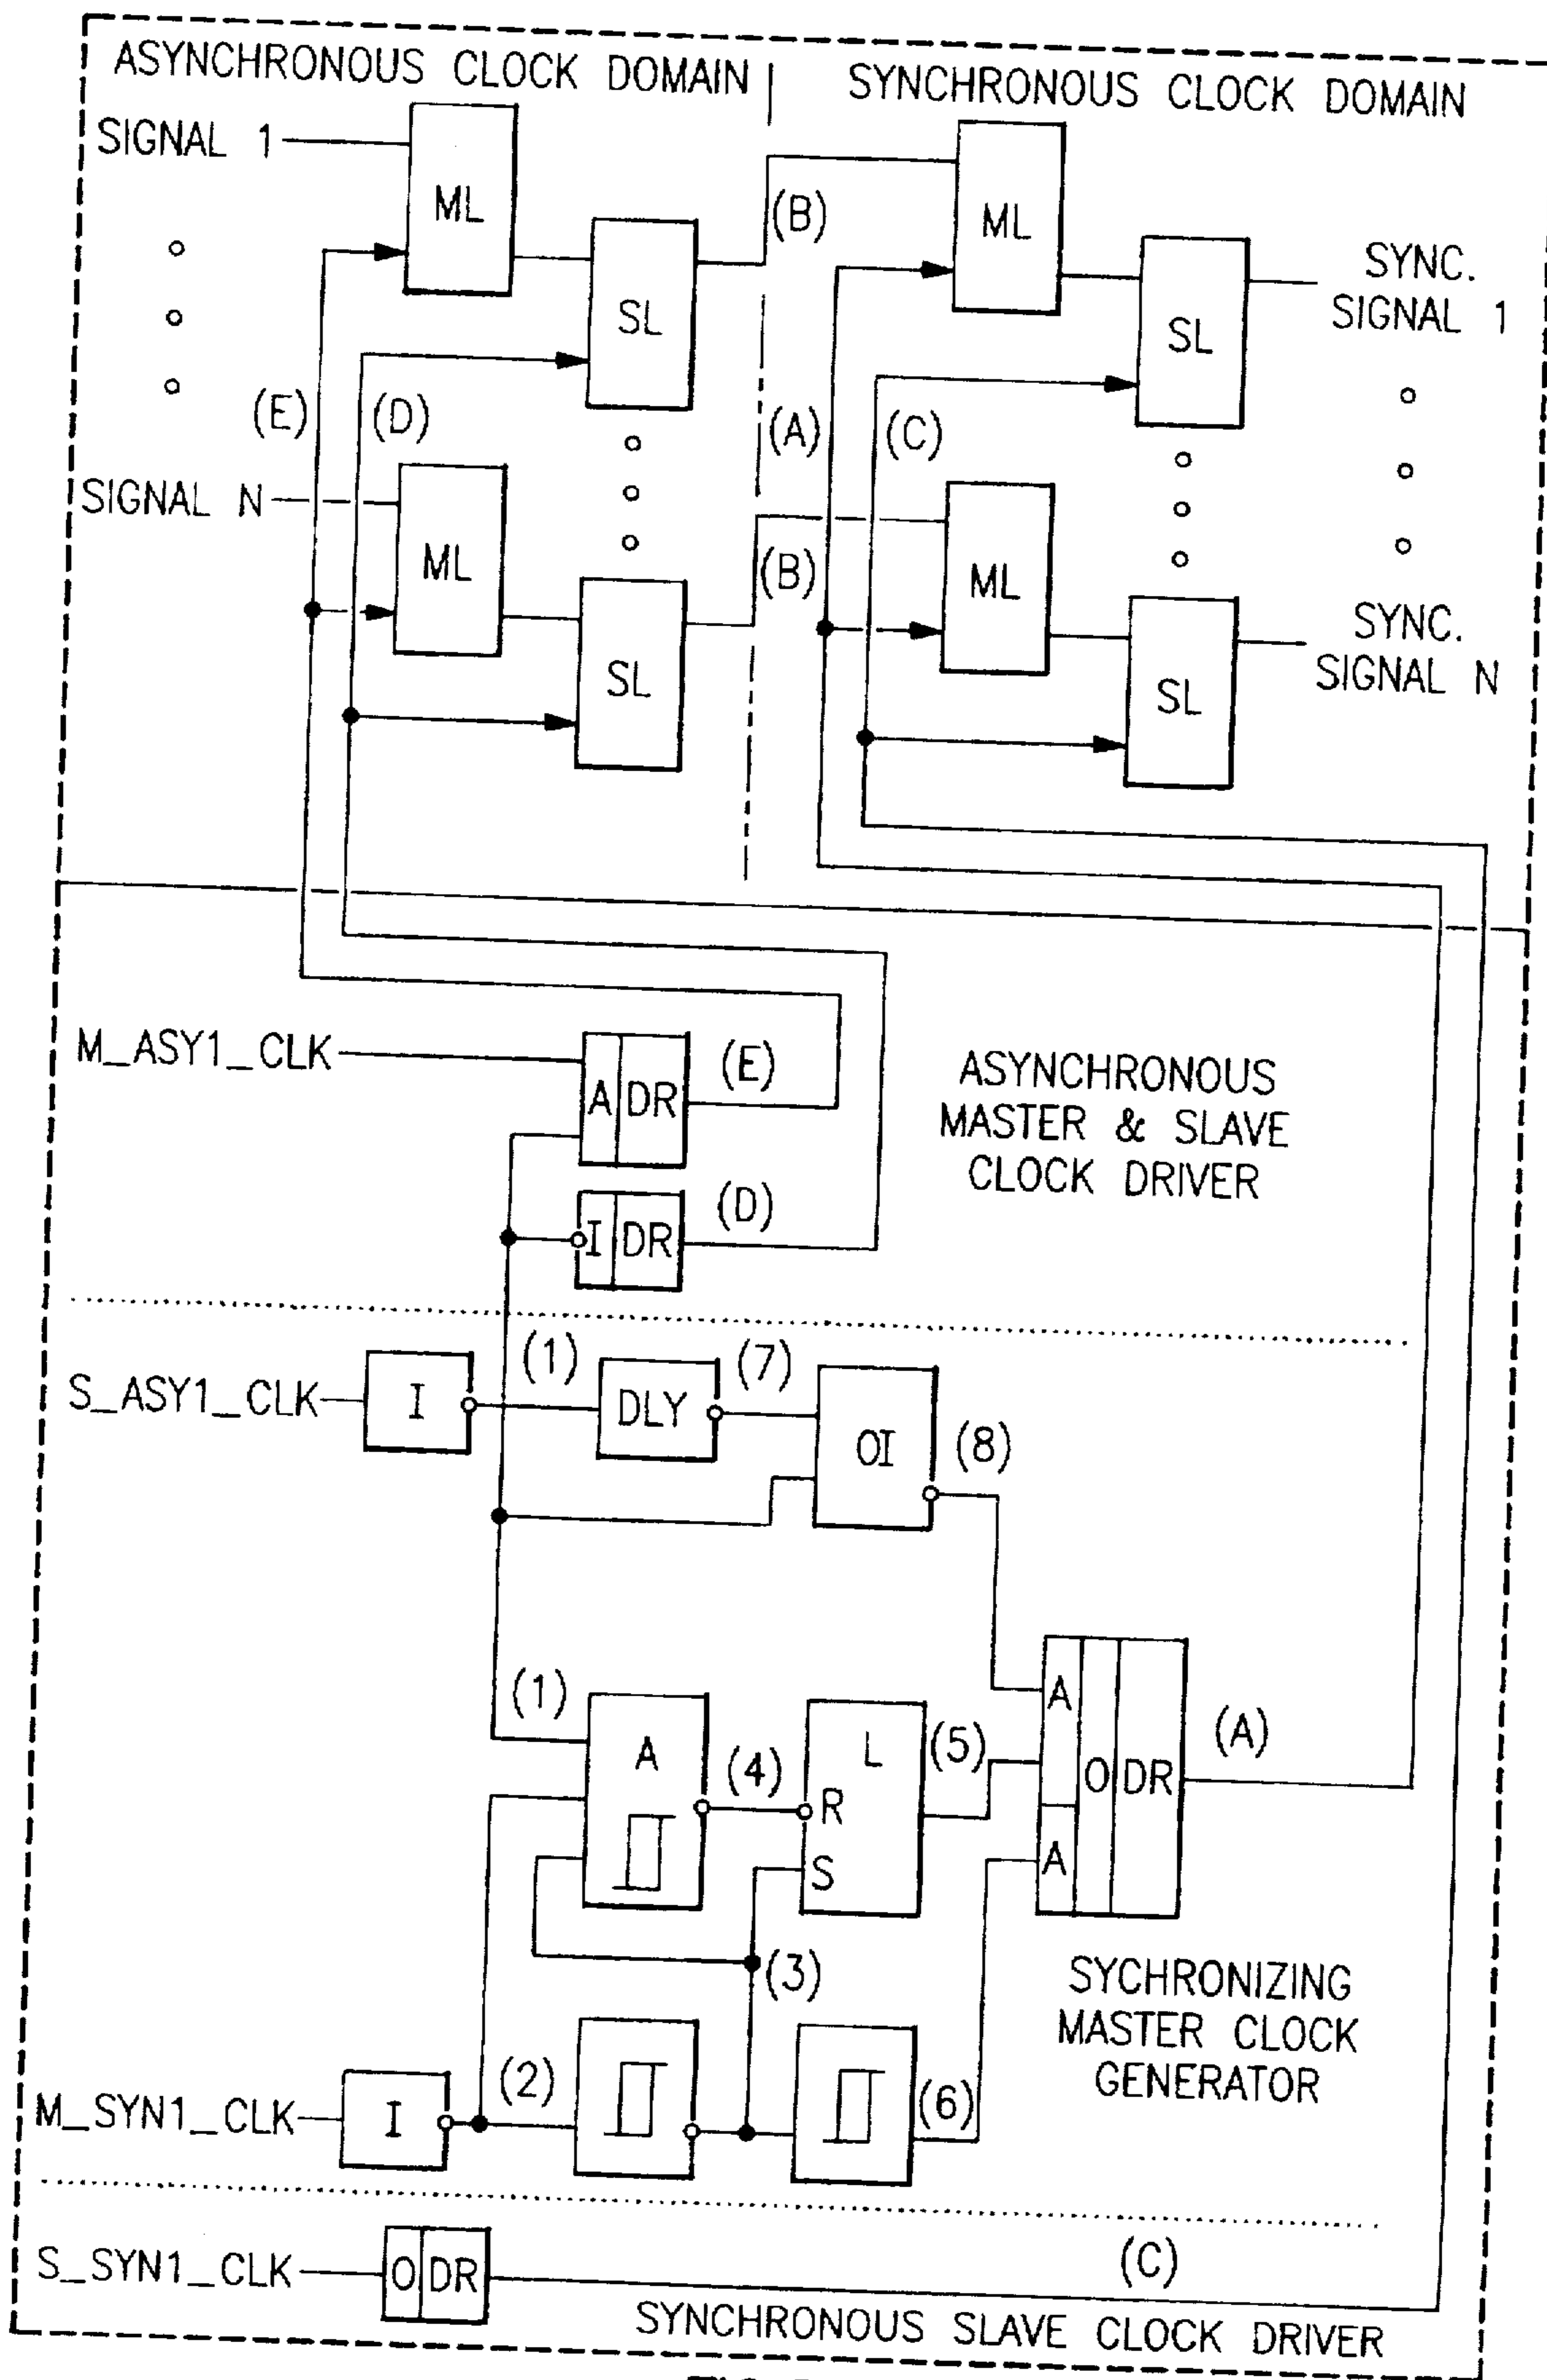 ASYNCHRONOUS CLOCK DOMAIN
SYNCHRONOUS CLOCK DOMAIN
SIGNAL 1
ML
SL
(B)
ML
SL
SYNC.
SIGNAL 1
(E)
(D)
(A)
(C)
SIGNAL N
ML
SL
(B)
ML
SL
SYNC.
SIGNAL N
M_ASY1_CLK
A
DR
(E)
ASYNCHRONOUS
MASTER & SLAVE
CLOCK DRIVER
I
DR
(D)
S_ASY1_CLK
I
(1)
DLY
(7)
OI
(8)
(1)
A
(4)
L
R
S
(5)
A
A
O
DR
(A)
(3)
SYCHRONIZING
MASTER CLOCK
GENERATOR
M_SYN1_CLK
I
(2)
(6)
S_SYN1_CLK
O
DR
(C)
SYNCHRONOUS SLAVE CLOCK DRIVER